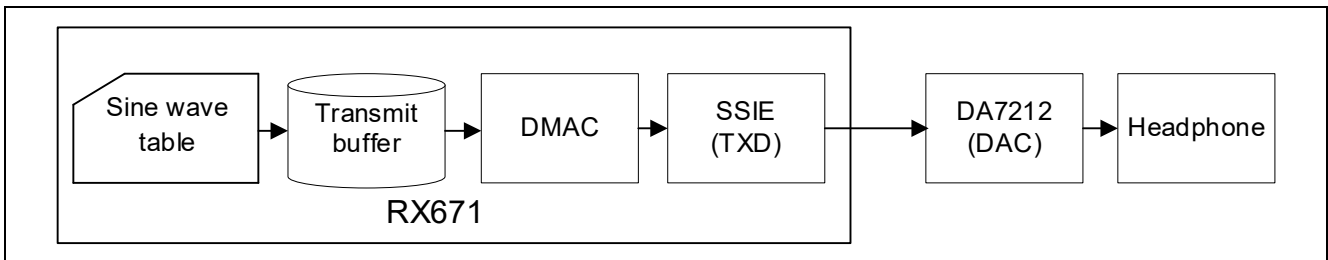 Sine wave
table
Transmit
buffer
DMAC
SSIE
(TXD)
DA7212
(DAC)
Headphone
RX671